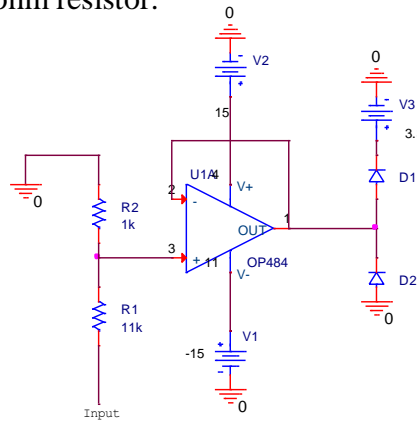 ohm resistor.
0
V2
15
0
V3
3.
D1
U1A
4
V+
2
-
1
OUT
R2
1k
0
3
+
11
OP484
V-
D2
0
R1
11k
V1
-15
0
Input